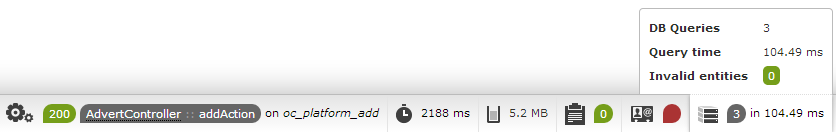 DB Queries 3
Query time 104.49 ms
Invalid entities 0
200 AdvertController :: addAction on oc_platform_add 2188 ms 5.2 MB 0 3 in 104.49 ms